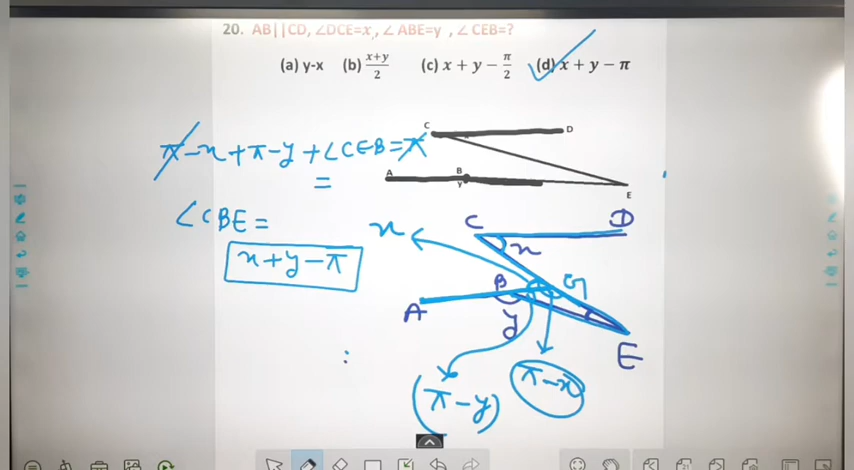 20. AB||CD, ∠DCE=x, ∠ABE=y, ∠CEB=?
(a) y-x (b) x+y/2 (c) x + y − π/2 (d) x + y − π
C D
π-x+π-y+∠CEB=π
A B
y
E
=
∠CBE=
x+y-π
x
C D
x
B G
A
y
E
(π-y) π-x